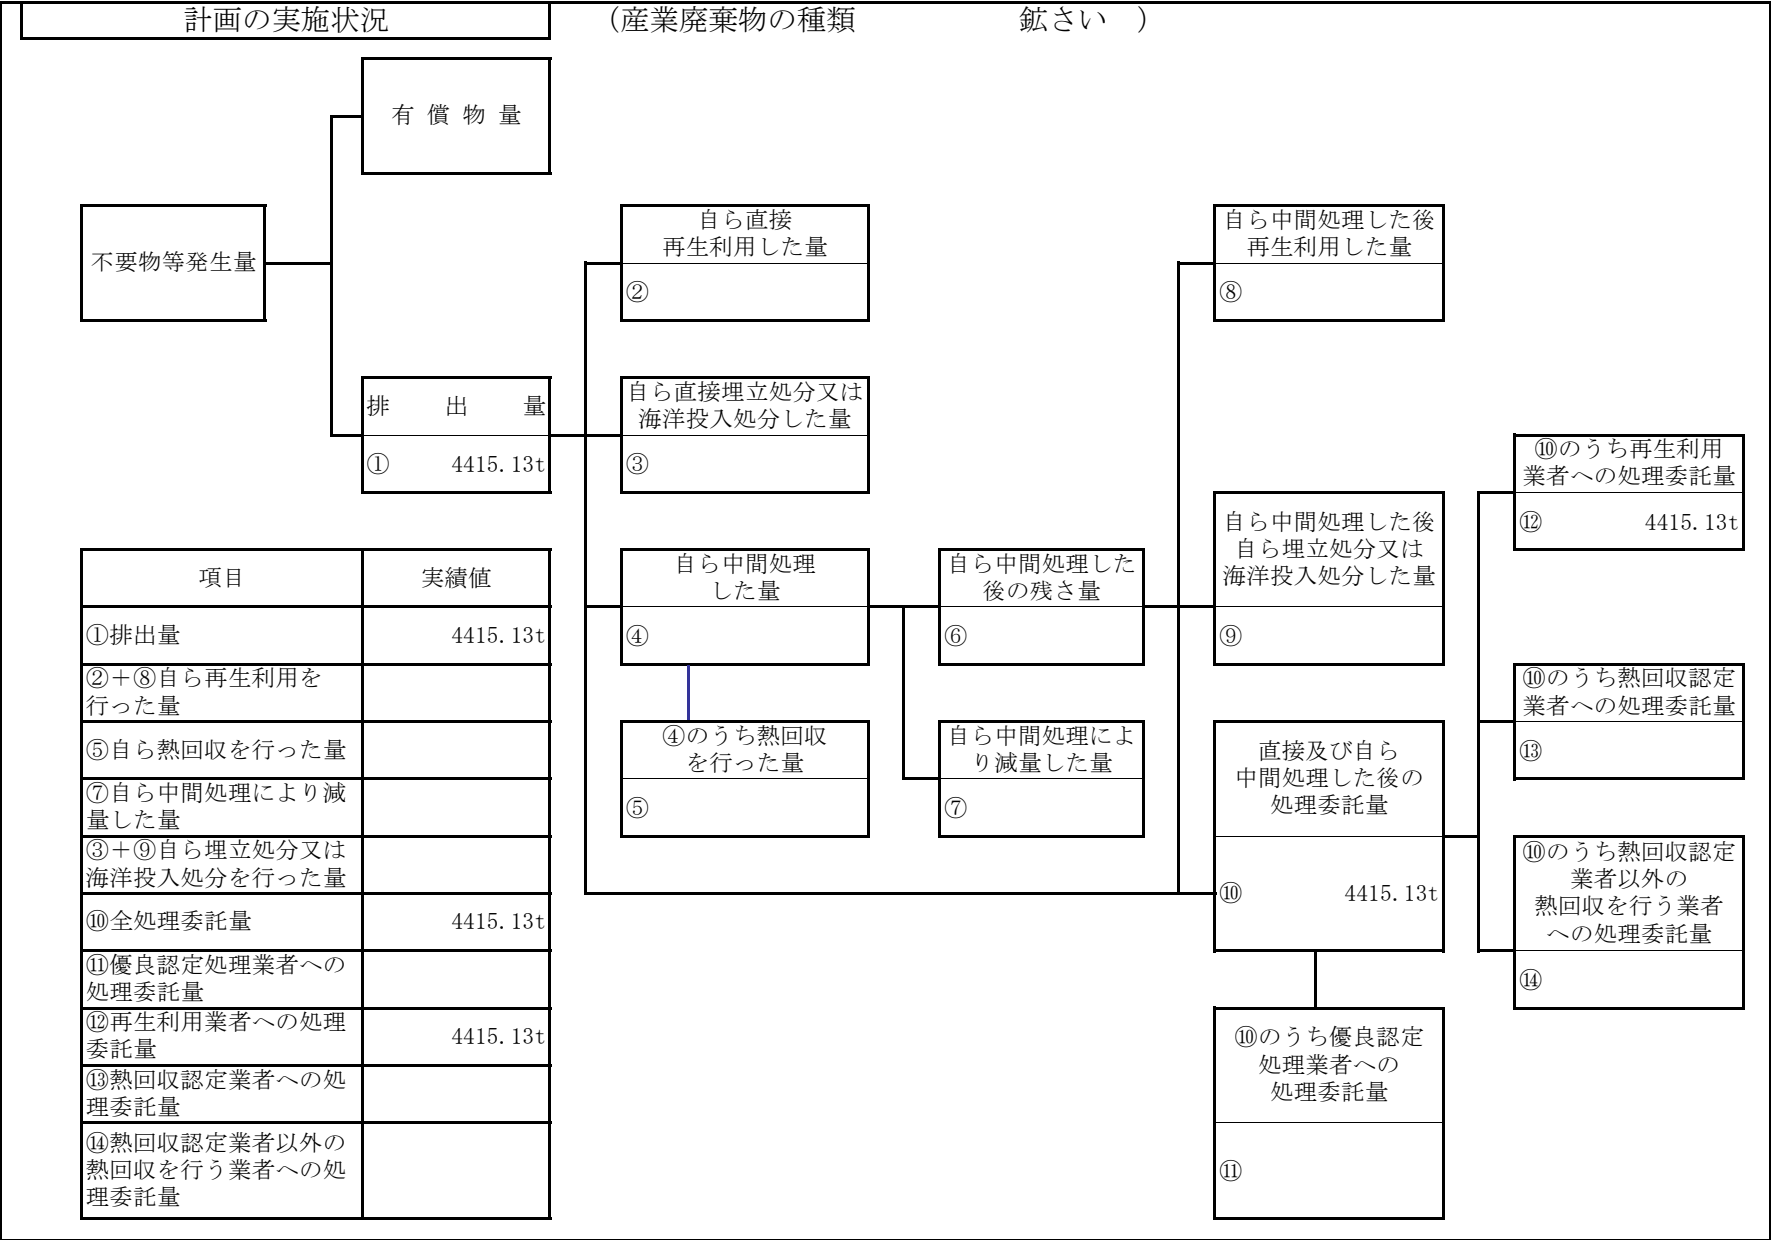 計画の実施状況
（産業廃棄物の種類　鉱さい　）
有償物量
不要物等発生量
排出量
①　4415.13t
自ら直接
再生利用した量
②
自ら直接埋立処分又は
海洋投入処分した量
③
自ら中間処理
した量
④
④のうち熱回収
を行った量
⑤
自ら中間処理した
後の残さ量
⑥
自ら中間処理によ
り減量した量
⑦
自ら中間処理した後
再生利用した量
⑧
自ら中間処理した後
自ら埋立処分又は
海洋投入処分した量
⑨
直接及び自ら
中間処理した後の
処理委託量
⑩　4415.13t
⑩のうち優良認定
処理業者への
処理委託量
⑪
⑩のうち再生利用
業者への処理委託量
⑫　4415.13t
⑩のうち熱回収認定
業者への処理委託量
⑬
⑩のうち熱回収認定
業者以外の
熱回収を行う業者
への処理委託量
⑭
項目　実績値
①排出量　4415.13t
②＋⑧自ら再生利用を
行った量
⑤自ら熱回収を行った量
⑦自ら中間処理により減
量した量
③＋⑨自ら埋立処分又は
海洋投入処分を行った量
⑩全処理委託量　4415.13t
⑪優良認定処理業者への
処理委託量
⑫再生利用業者への処理
委託量　4415.13t
⑬熱回収認定業者への処
理委託量
⑭熱回収認定業者以外の
熱回収を行う業者への処
理委託量